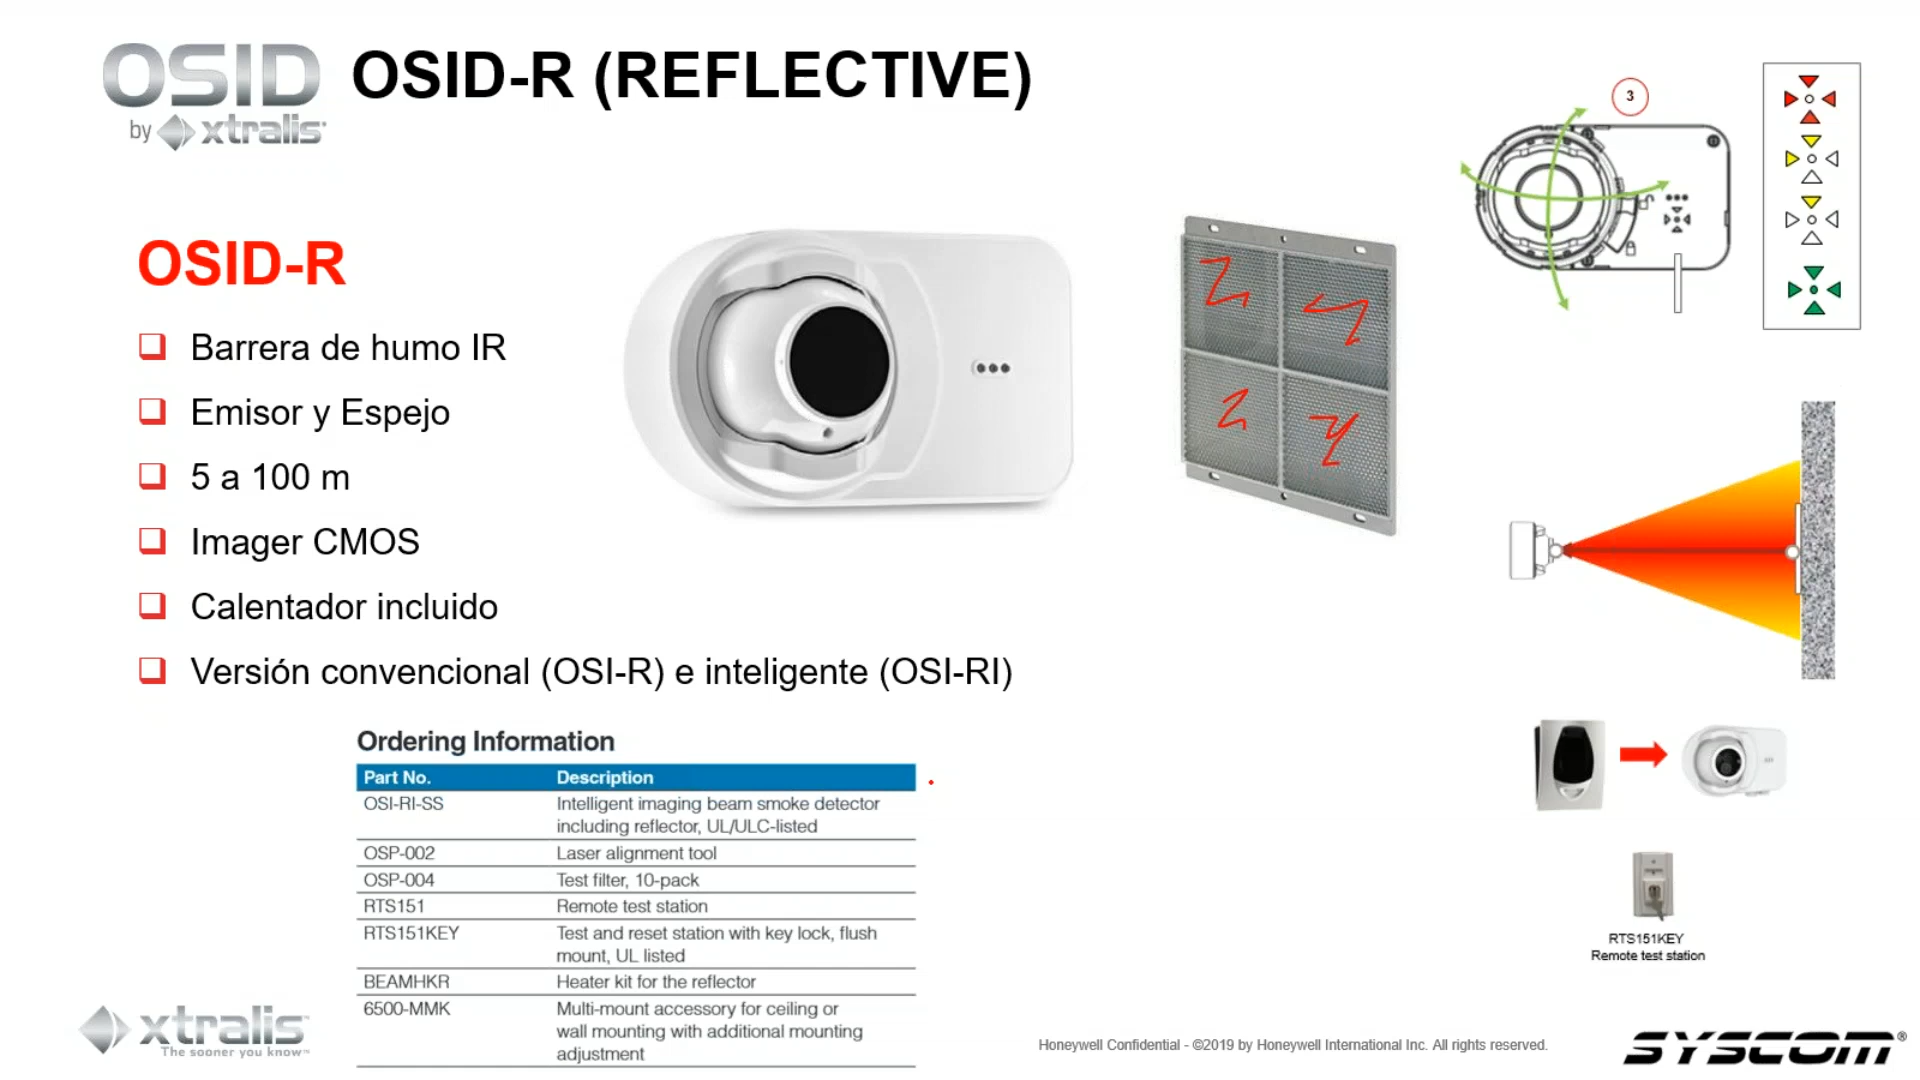 OSID
by xtralis
OSID-R (REFLECTIVE)
3
OSID-R
Barrera de humo IR
Emisor y Espejo
5 a 100 m
Imager CMOS
Calentador incluido
Versión convencional (OSI-R) e inteligente (OSI-RI)
Ordering Information
Part No. Description
OSI-RI-SS Intelligent imaging beam smoke detector
including reflector, UL/ULC-listed
OSP-002 Laser alignment tool
OSP-004 Test filter, 10-pack
RTS151 Remote test station
RTS151KEY Test and reset station with key lock, flush
mount, UL listed
BEAMHKR Heater kit for the reflector
6500-MMK Multi-mount accessory for ceiling or
wall mounting with additional mounting
adjustment
RTS151KEY
Remote test station
xtralis
The sooner you know™
Honeywell Confidential - ©2019 by Honeywell International Inc. All rights reserved.
SYSCOM®